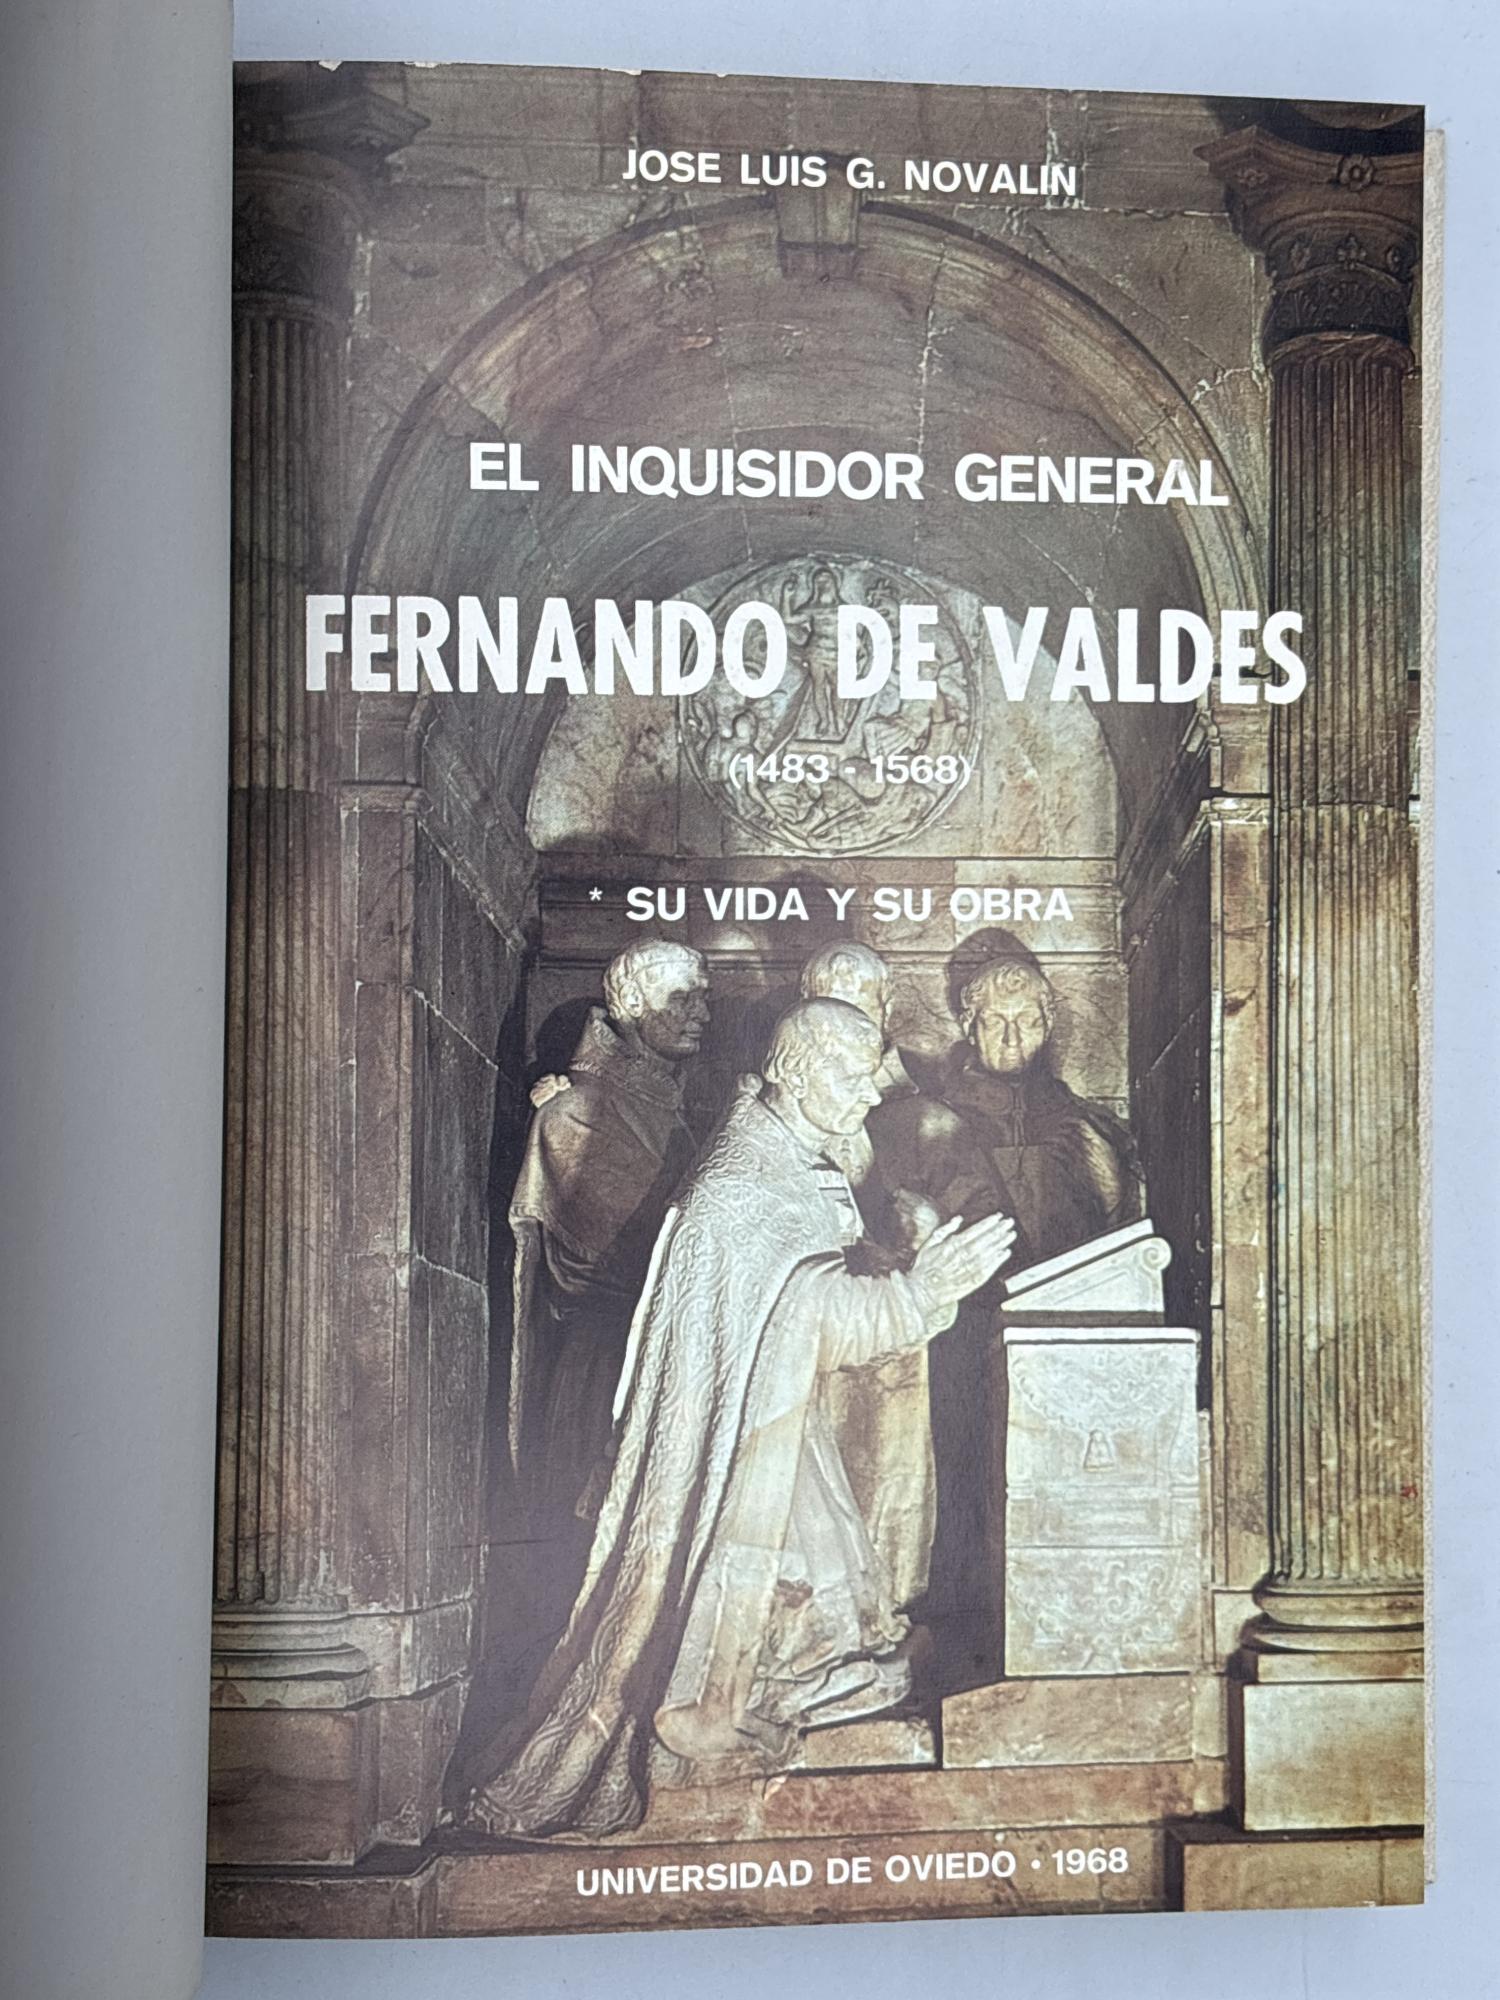 JOSE LUIS G. NOVALIN
EL INQUISIDOR GENERAL
FERNANDO DE VALDES
(1483 - 1568)
* SU VIDA Y SU OBRA
UNIVERSIDAD DE OVIEDO • 1968